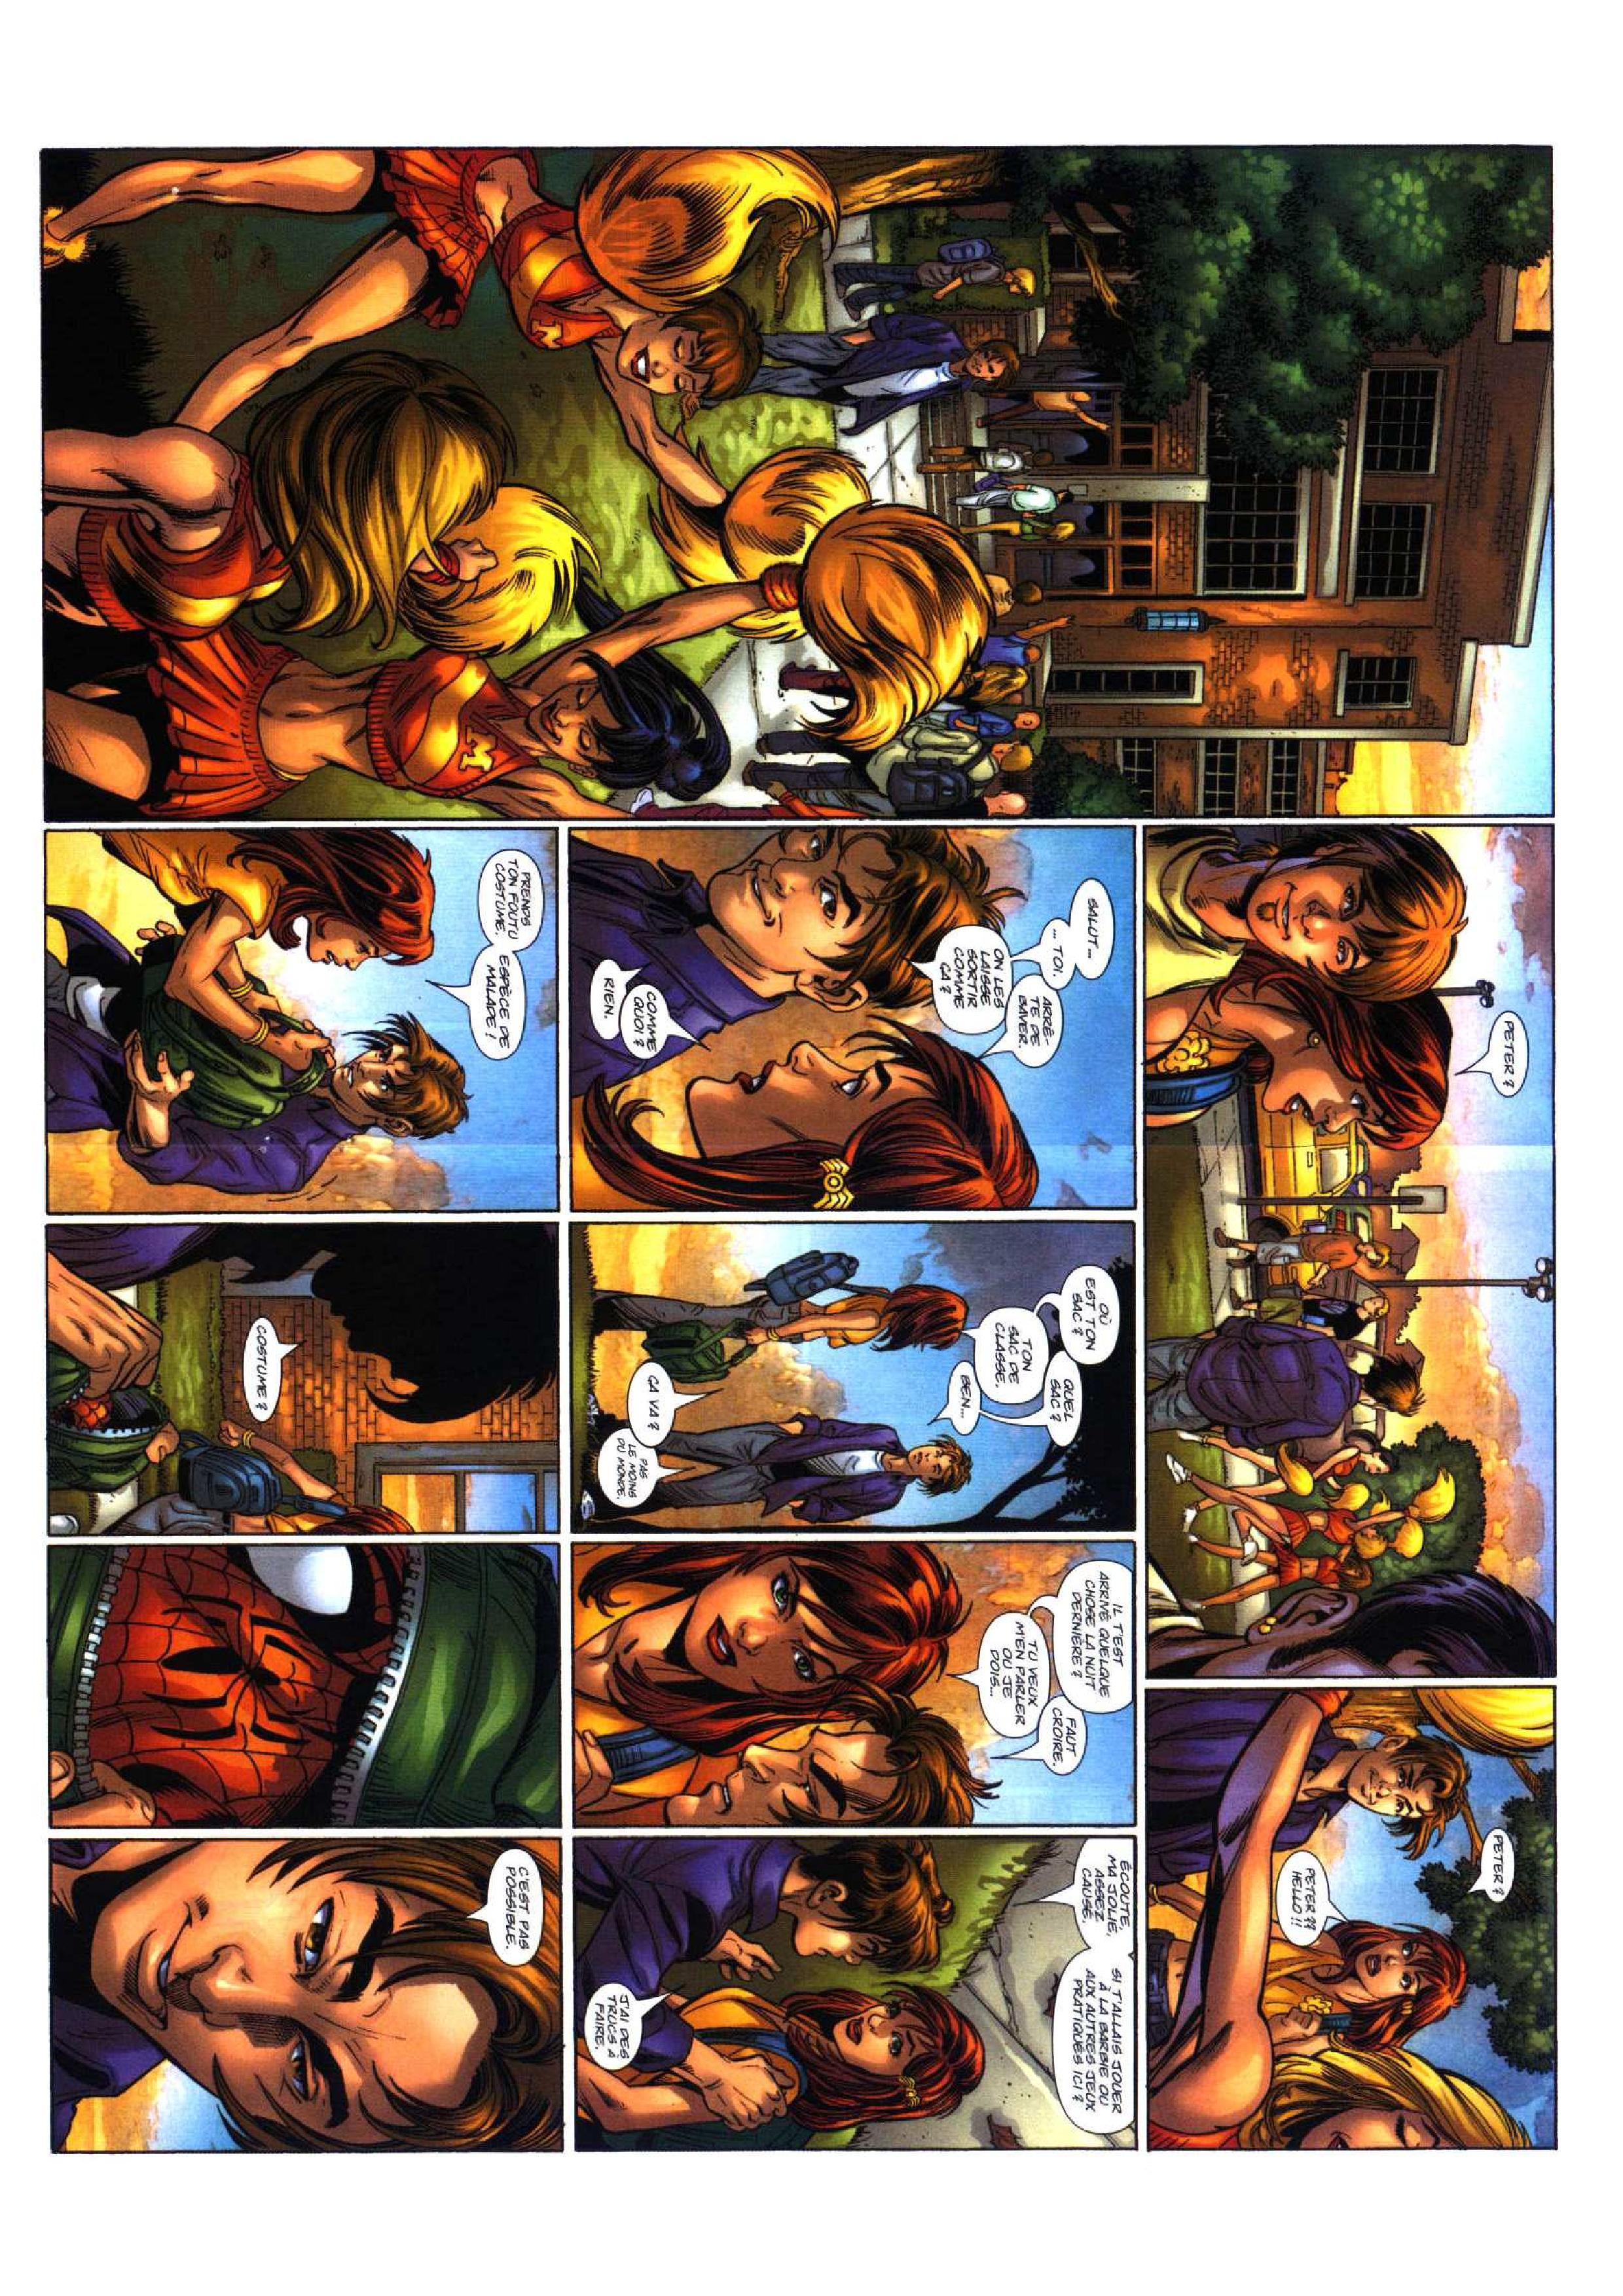 PETER?
PETER?
PETER??
HELLO!!
SALUT...
... TOI.
ARRÊ-
TE DE
BAVER.
ON LES
LAISSE
SORTIR
COMME
ÇA?
COMME
QUOI?
RIEN.
OÙ
EST TON
SAC?
QUEL
SAC?
TON
SAC DE
CLASSE.
BEN...
ÇA VA?
PAS
LE MOINS
DU MONDE.
IL T'EST
ARRIVÉ QUELQUE
CHOSE LA NUIT
DERNIÈRE?
FAUT
CROIRE.
TU VEUX
M'EN PARLER
OU JE
DOIS...
ÉCOUTE,
MA JOLIE,
ASSEZ
CAUSÉ.
SI T'ALLAIS JOUER
À LA BARBIE OU
AUX AUTRES JEUX
PRATIQUÉS ICI?
J'AI DES
TRUCS À
FAIRE.
PRENDS
TON FOUTU
COSTUME,
ESPÈCE DE
MALADE!
COSTUME?
C'EST PAS
POSSIBLE.